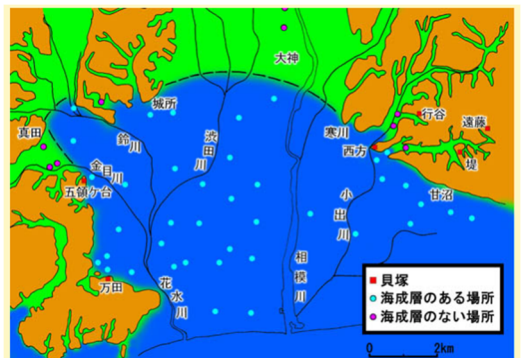 大神
城所
行谷
遠藤
寒川
真田
鈴川
渋田川
西方
堤
金目川
五領ケ台
小出川
甘沼
相模川
万田
花水川
貝塚
海成層のある場所
海成層のない場所
0 2km